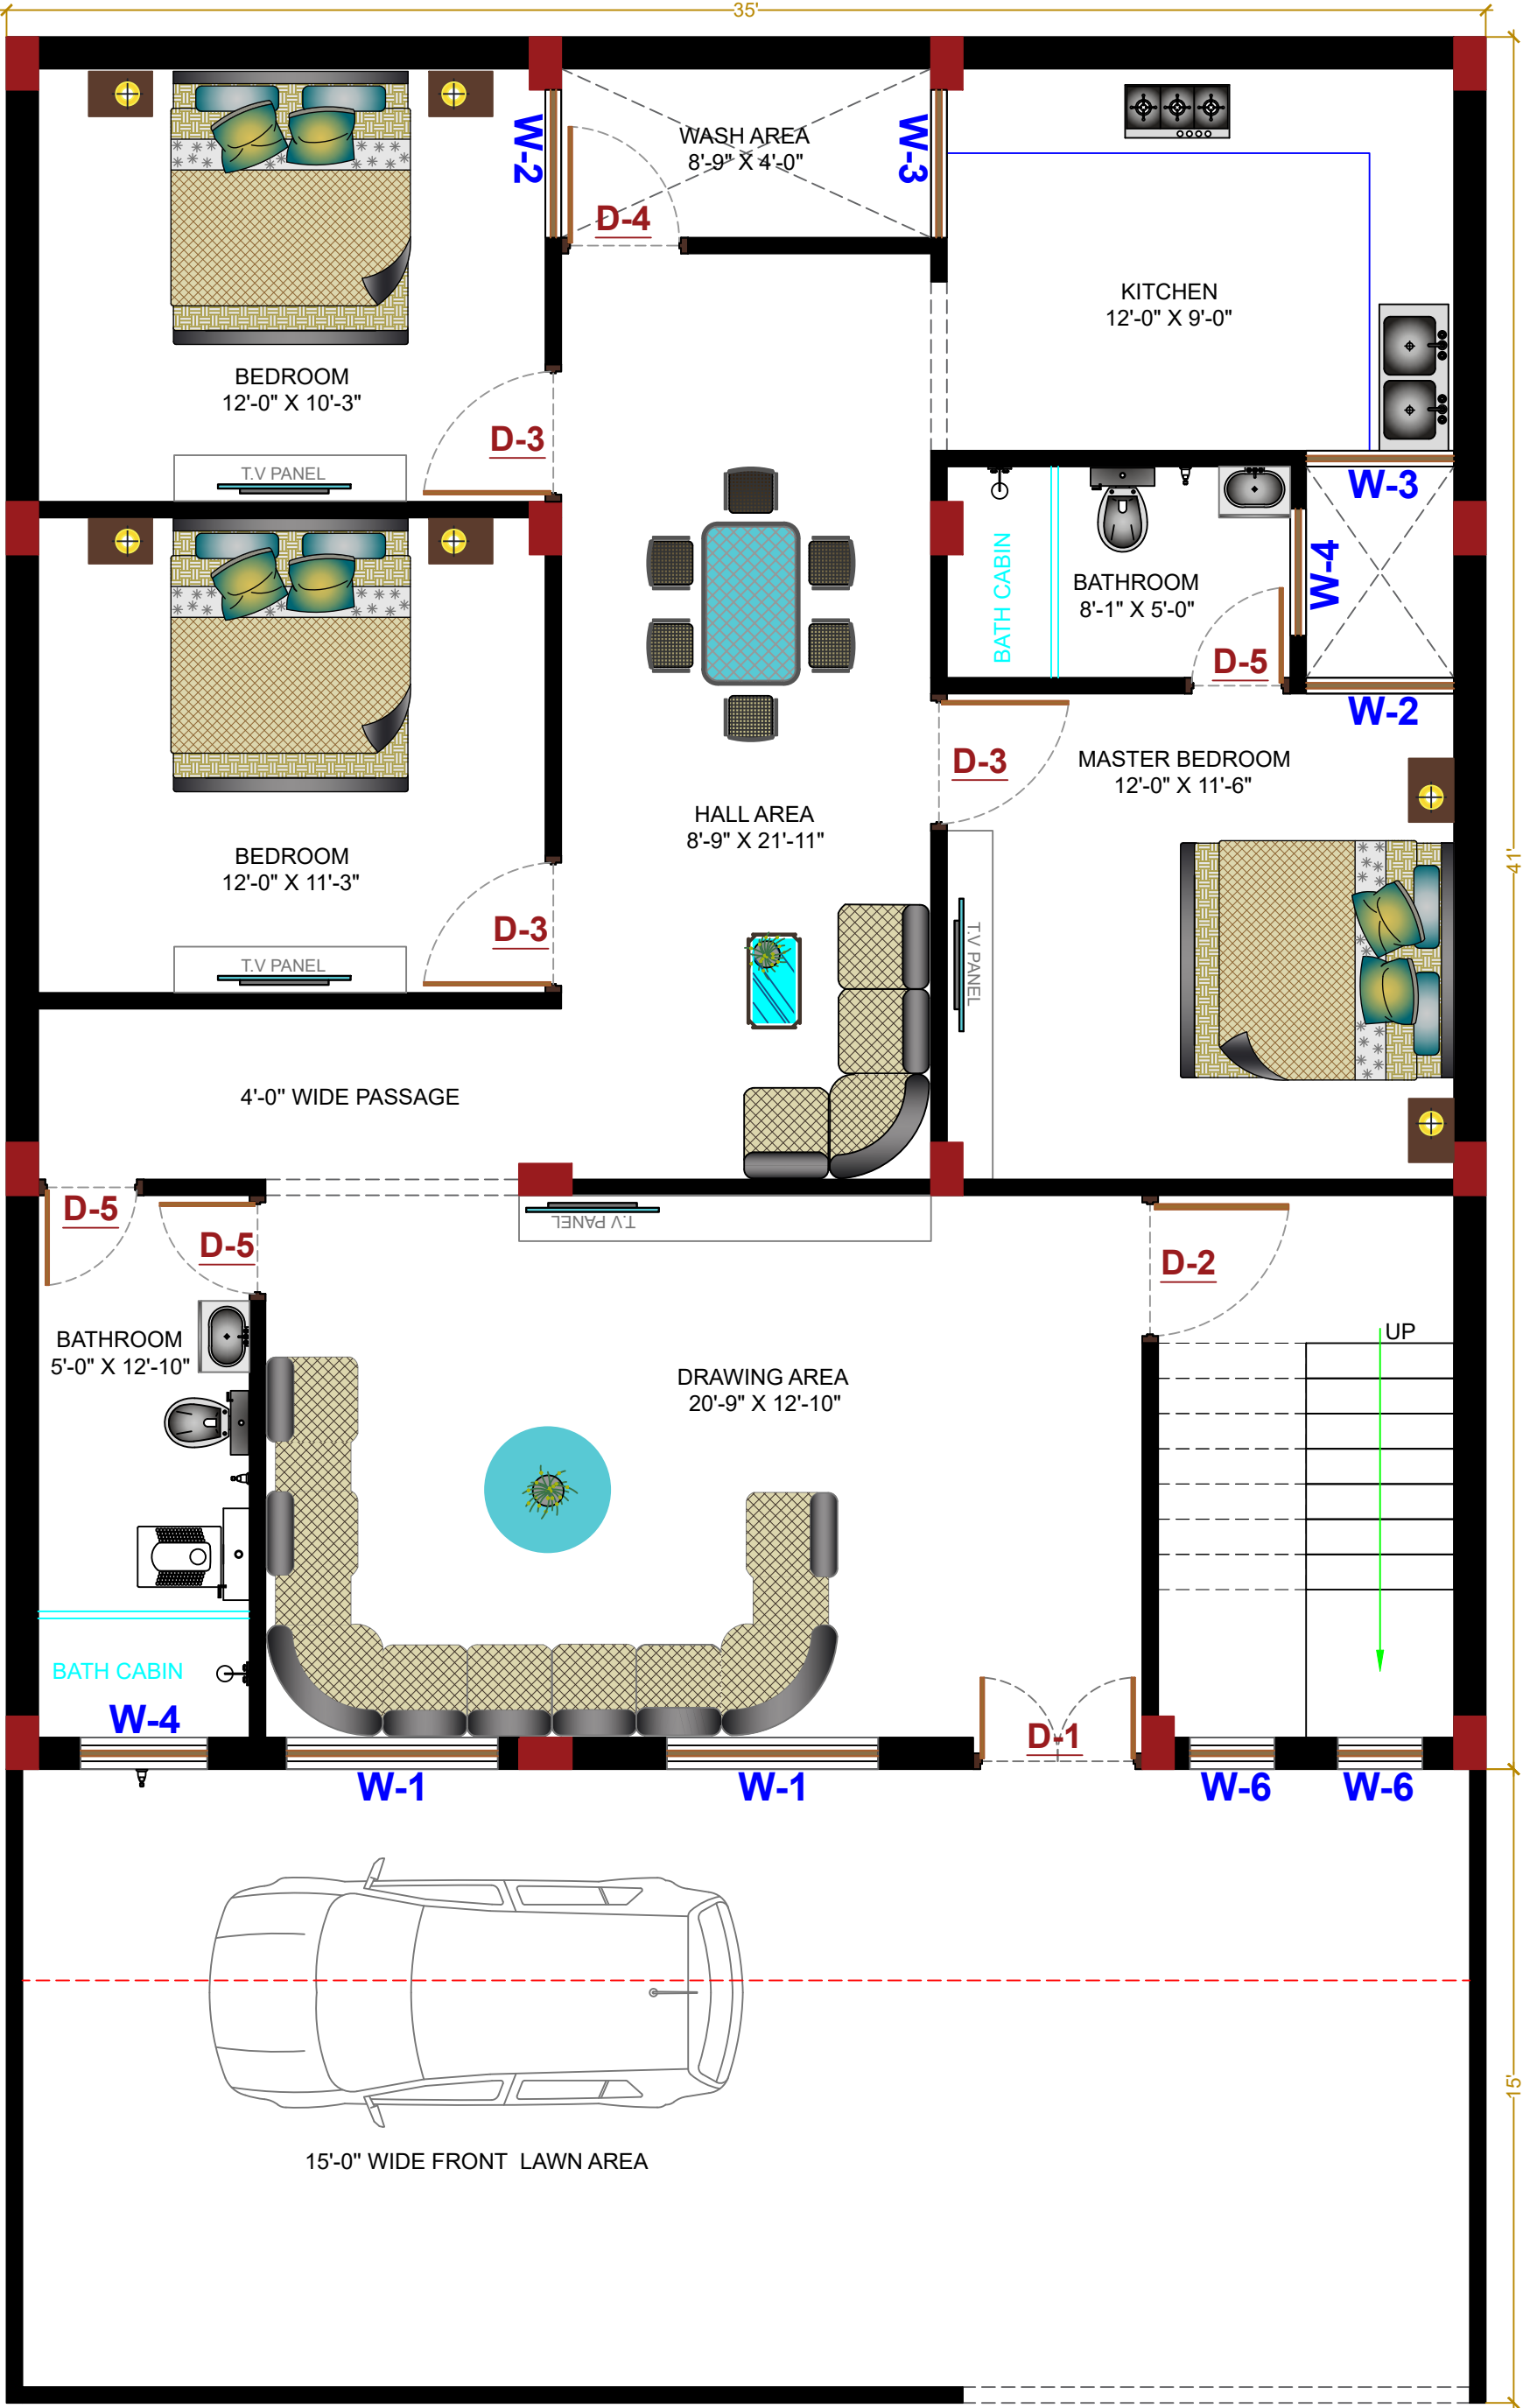 35'
WASH AREA
8'-9" X 4'-0"
W-2
W-3
D-4
KITCHEN
12'-0" X 9'-0"
BEDROOM
12'-0" X 10'-3"
D-3
T.V PANEL
W-3
BATH CABIN
BATHROOM
8'-1" X 5'-0"
W-4
D-5
W-2
D-3
MASTER BEDROOM
12'-0" X 11'-6"
HALL AREA
8'-9" X 21'-11"
41'
BEDROOM
12'-0" X 11'-3"
D-3
T.V PANEL
T.V PANEL
4'-0" WIDE PASSAGE
D-5
D-5
T.V PANEL
D-2
UP
BATHROOM
5'-0" X 12'-10"
DRAWING AREA
20'-9" X 12'-10"
BATH CABIN
W-4
D-1
W-1
W-1
W-6
W-6
15'
15'-0" WIDE FRONT LAWN AREA